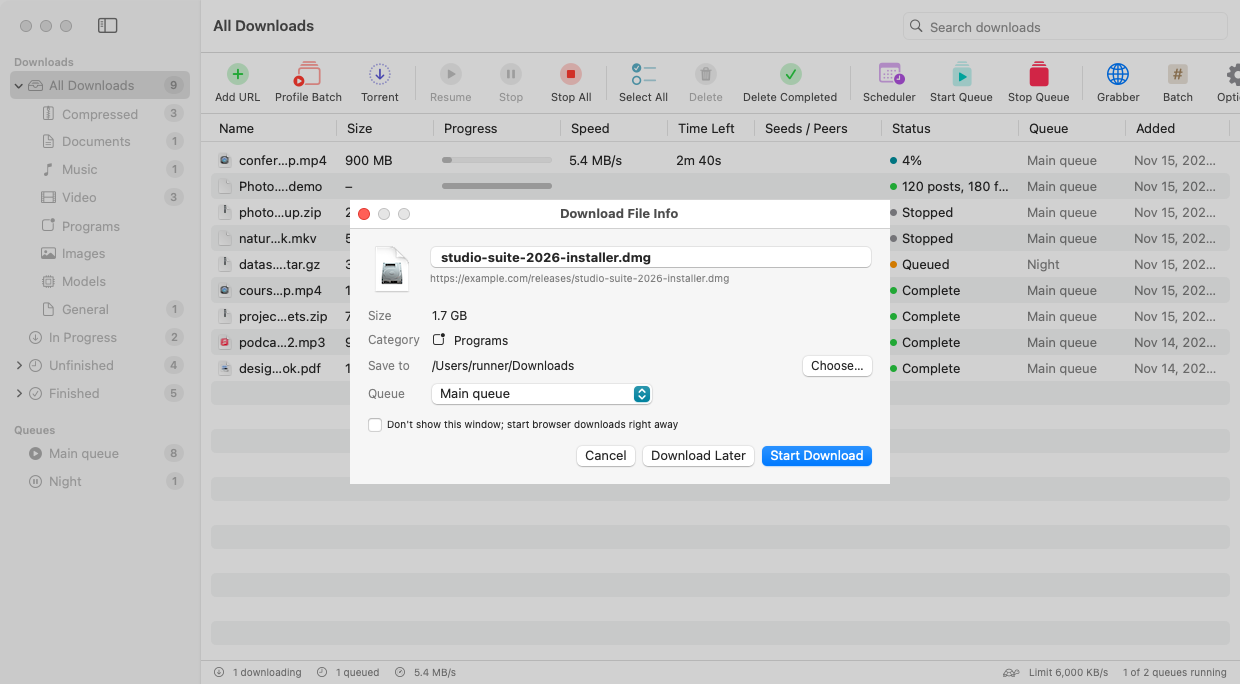 All Downloads
Search downloads
Downloads
All Downloads 9
Compressed 3
Documents 1
Music 1
Video 3
Programs
Images
Models
General 1
In Progress 2
Unfinished 4
Finished 5
Queues
Main queue 8
Night 1
Add URL Profile Batch Torrent Resume Stop Stop All Select All Delete Delete Completed Scheduler Start Queue Stop Queue Grabber Batch Opti
Name Size Progress Speed Time Left Seeds / Peers Status Queue Added
confer...p.mp4 900 MB 5.4 MB/s 2m 40s 4% Main queue Nov 15, 202...
Photo....demo – 120 posts, 180 f... Main queue Nov 15, 202...
photo...up.zip 2 Stopped Main queue Nov 15, 202...
natur...k.mkv 5 Stopped Main queue Nov 15, 202...
datas....tar.gz 3 Queued Night Nov 15, 202...
cours...p.mp4 1 Complete Main queue Nov 15, 202...
projec...ets.zip 7 Complete Main queue Nov 15, 202...
podca...2.mp3 Complete Main queue Nov 14, 202...
desig...ok.pdf 1 Complete Main queue Nov 14, 202...
Download File Info
studio-suite-2026-installer.dmg
https://example.com/releases/studio-suite-2026-installer.dmg
Size 1.7 GB
Category Programs
Save to /Users/runner/Downloads Choose...
Queue Main queue
Don't show this window; start browser downloads right away
Cancel Download Later Start Download
1 downloading 1 queued 5.4 MB/s Limit 6,000 KB/s 1 of 2 queues running